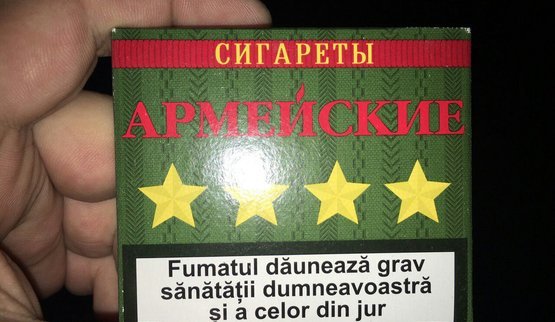 СИГАРЕТЫ
АРМЕЙСКИЕ
Fumatul dăunează grav
sănătății dumneavoastră
și a celor din jur